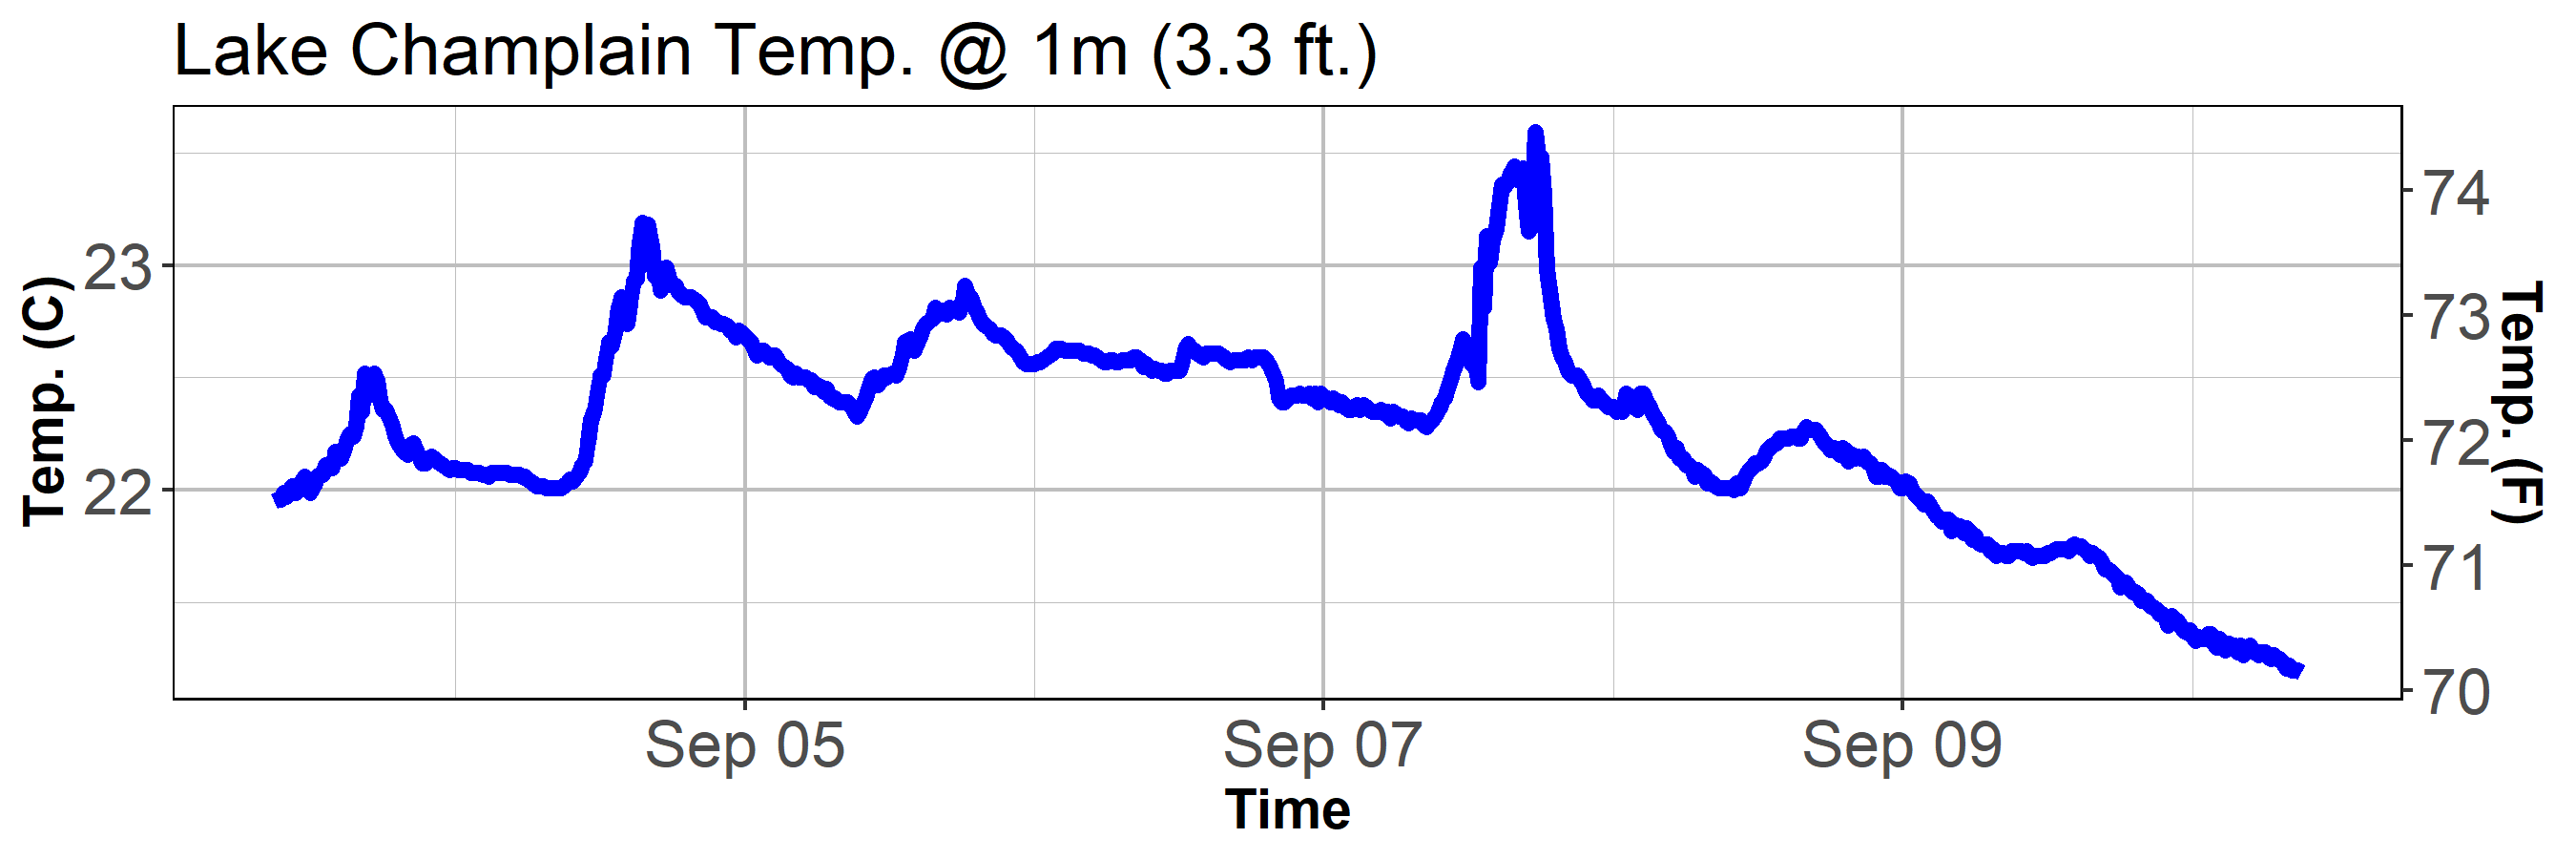 Lake Champlain Temp. @ 1m (3.3 ft.)
Temp. (C)
23
22
74
73
72
71
70
Temp. (F)
Sep 05 Sep 07 Sep 09
Time